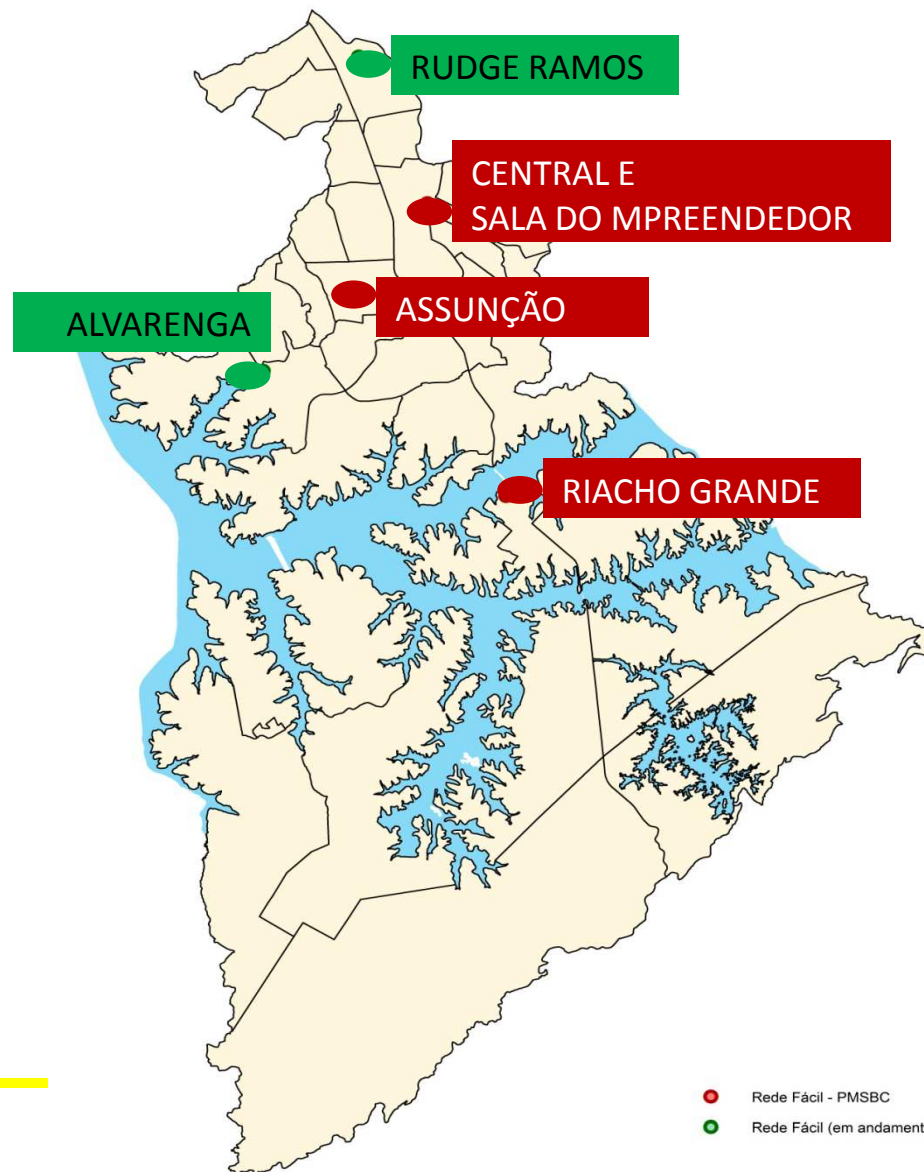 RUDGE RAMOS
CENTRAL E
SALA DO MPREENDEDOR
ASSUNÇÃO
ALVARENGA
RIACHO GRANDE
Rede Fácil - PMSBC
Rede Fácil (em andament